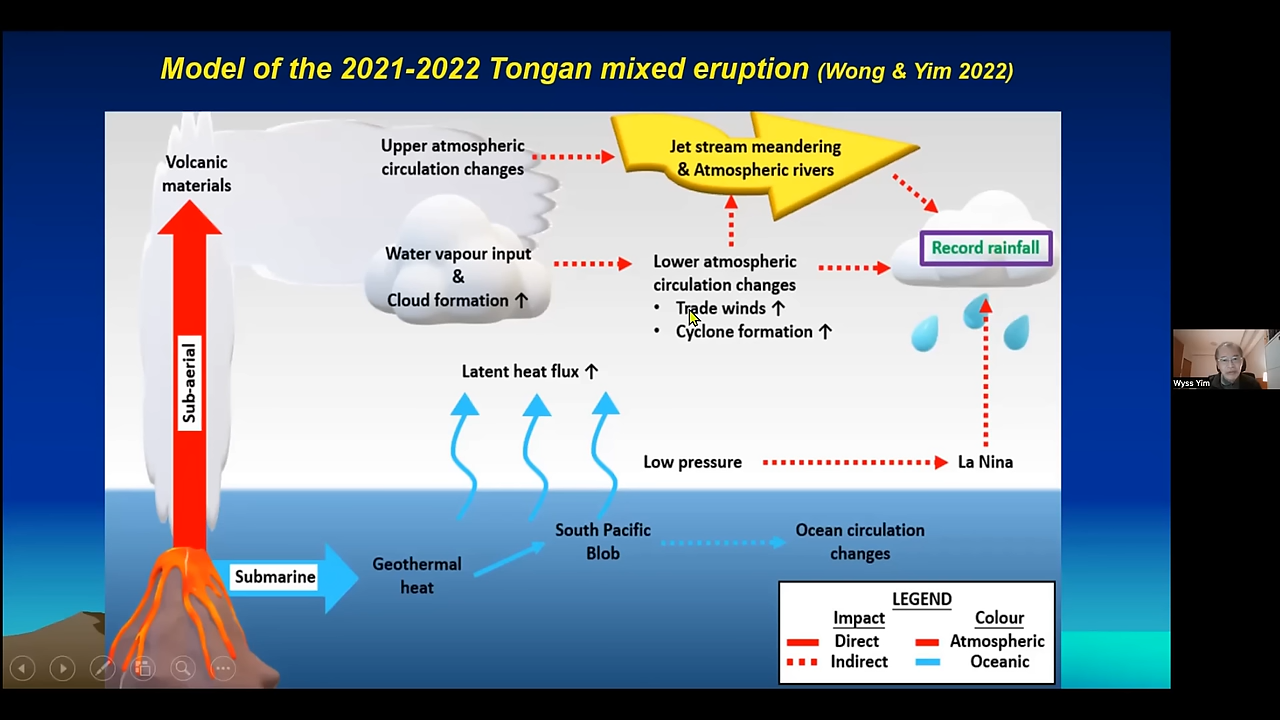 Model of the 2021-2022 Tongan mixed eruption (Wong & Yim 2022)
Volcanic
materials
Upper atmospheric
circulation changes
Jet stream meandering
& Atmospheric rivers
Water vapour input
&
Cloud formation ↑
Lower atmospheric
circulation changes
• Trade winds ↑
• Cyclone formation ↑
Record rainfall
Sub-aerial
Latent heat flux ↑
Low pressure
La Nina
South Pacific
Blob
Ocean circulation
changes
Submarine
Geothermal
heat
LEGEND
Impact Colour
Direct Atmospheric
Indirect Oceanic
Wyss Yim